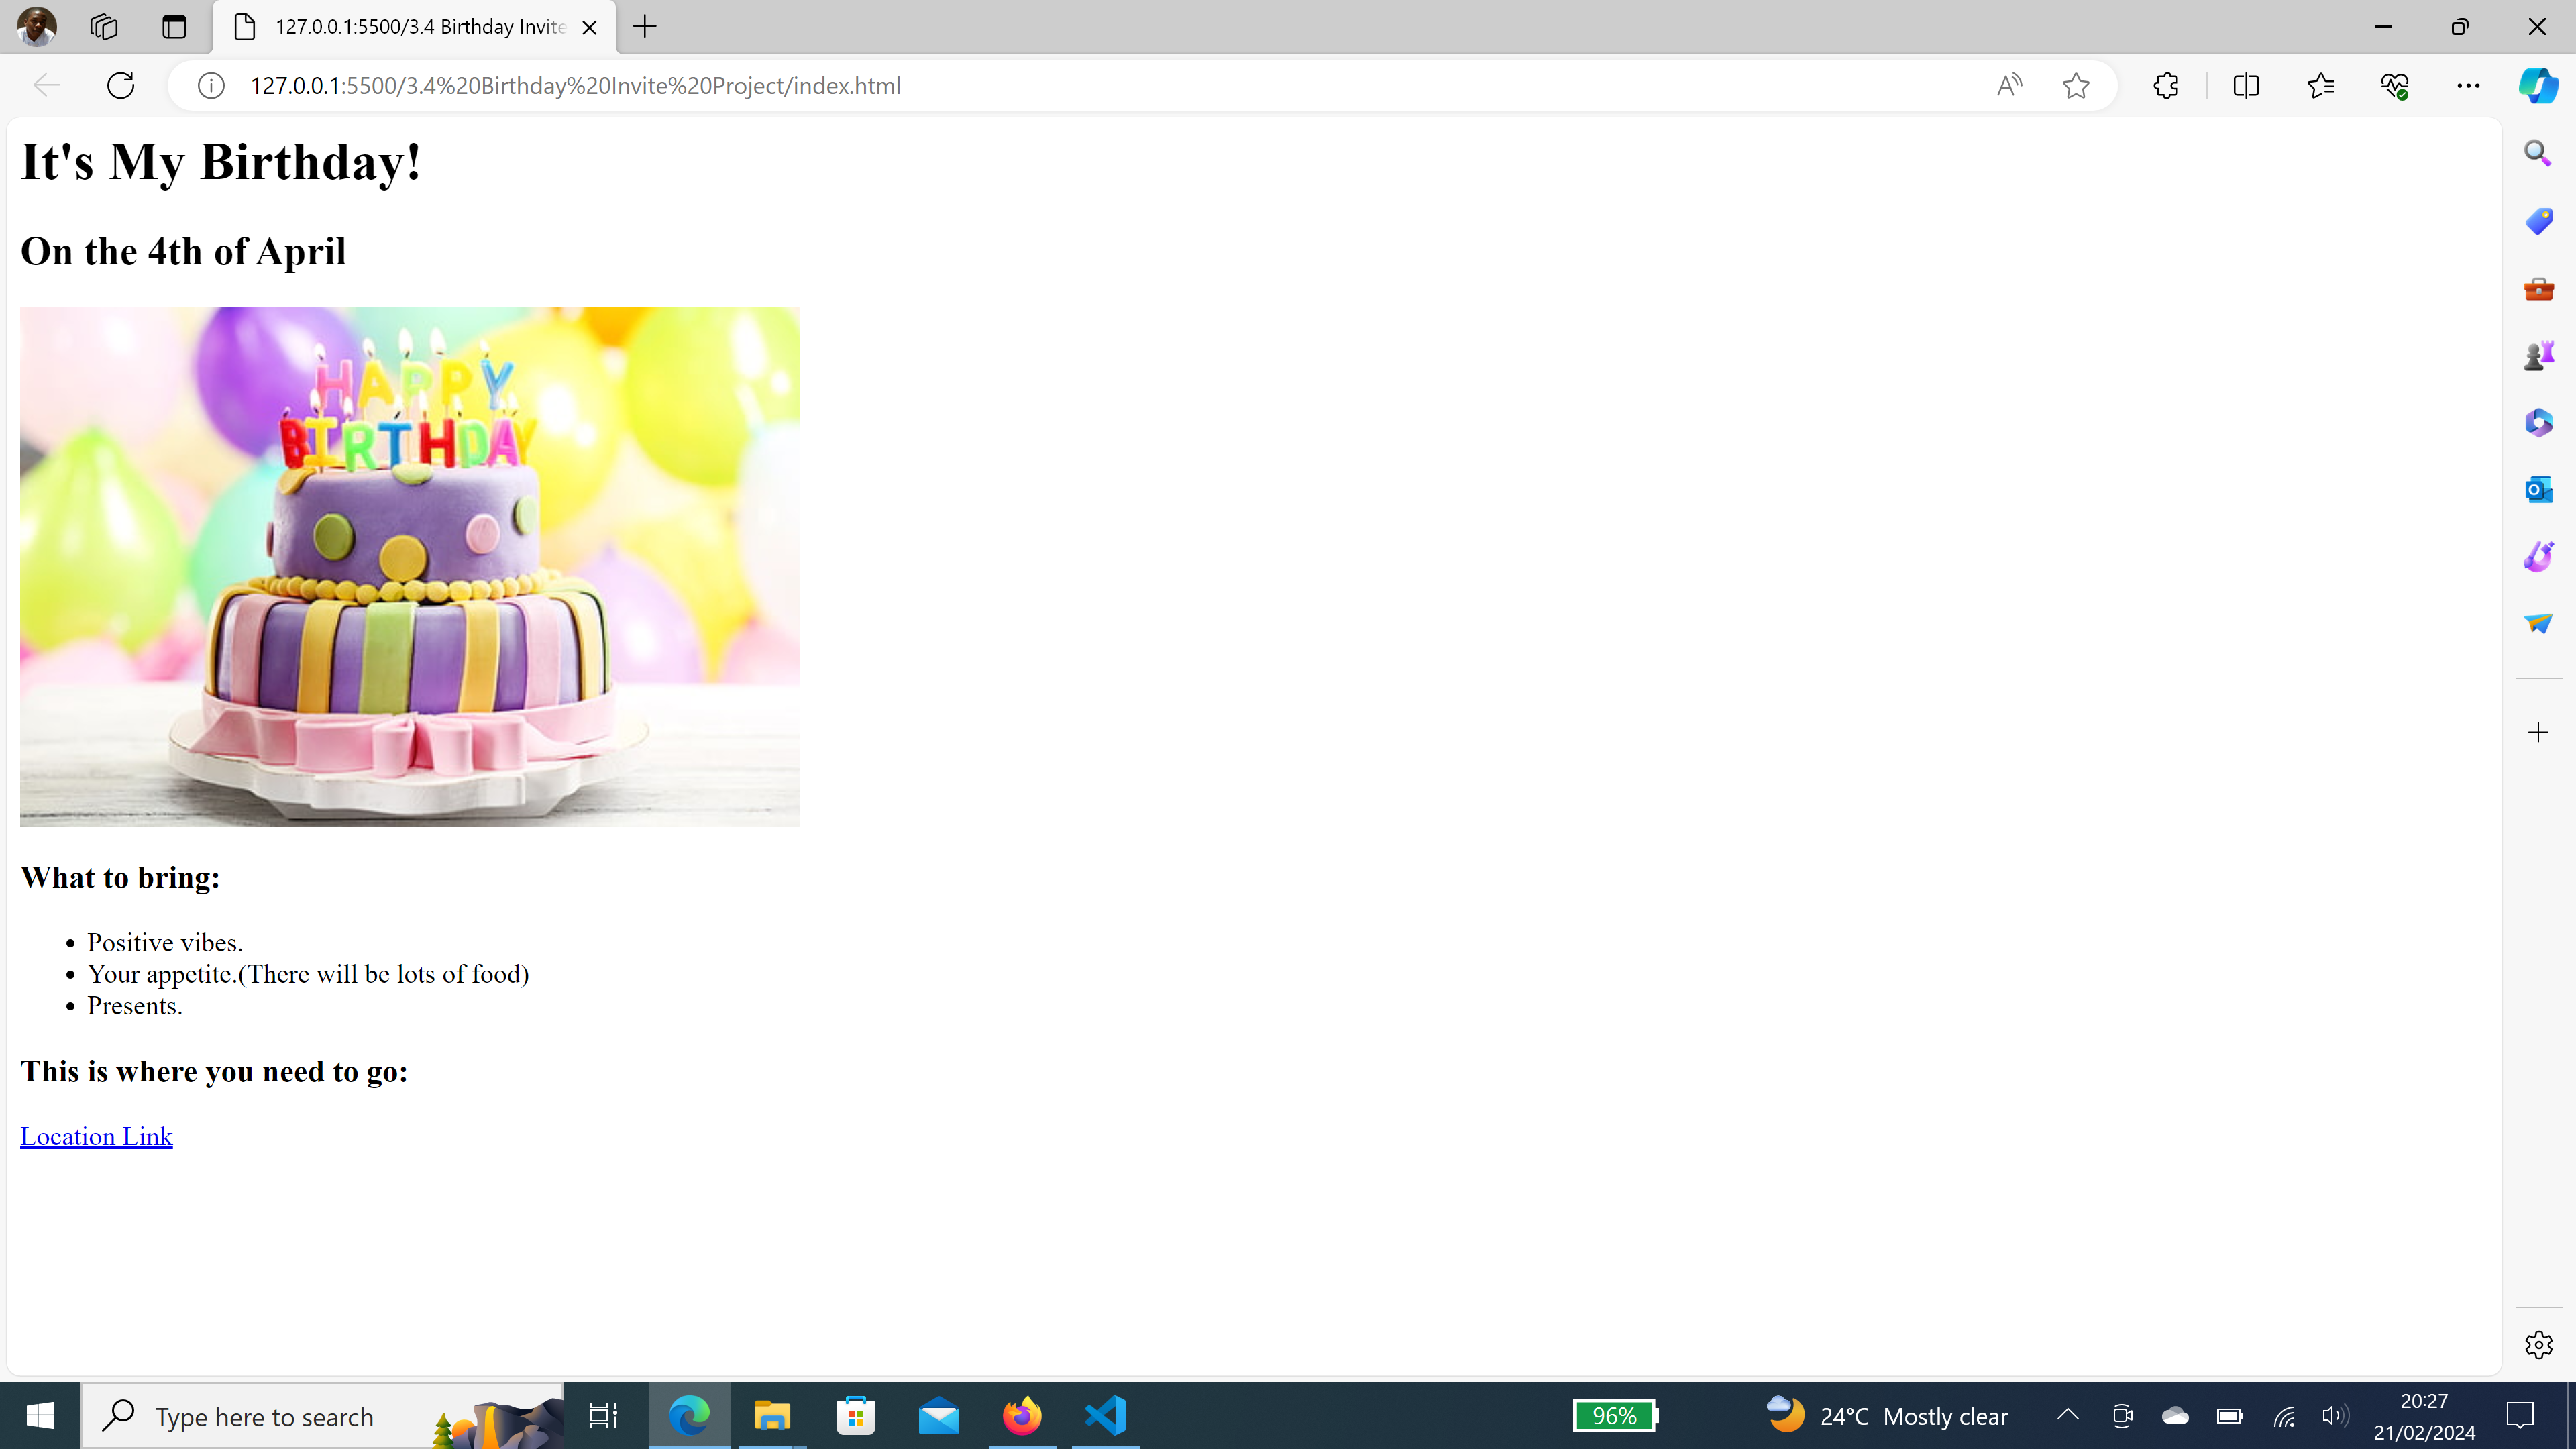 127.0.0.1:5500/3.4 Birthday Invite
127.0.0.1:5500/3.4%20Birthday%20Invite%20Project/index.html
It's My Birthday!
On the 4th of April
HAPPY
BIRTHDAY
What to bring:
• Positive vibes.
• Your appetite.(There will be lots of food)
• Presents.
This is where you need to go:
Location Link
Type here to search
96%
24°C Mostly clear
20:27
21/02/2024